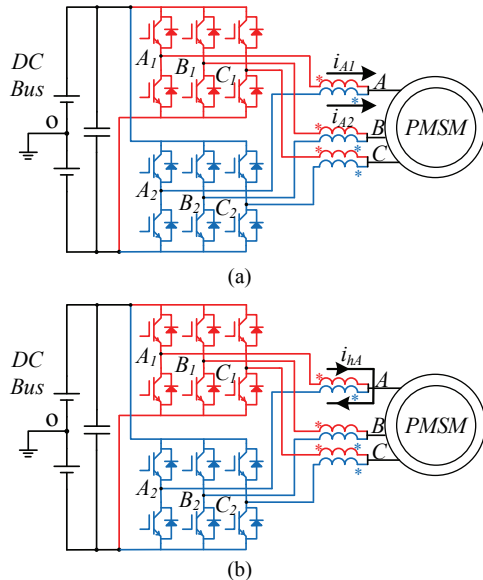 DC
Bus
o
A1
B1
C1
A2
B2
C2
iA1
iA2
*
*
*
*
*
*
A
B
C
PMSM
(a)
DC
Bus
o
A1
B1
C1
A2
B2
C2
ihA
*
*
*
*
*
A
B
C
PMSM
(b)